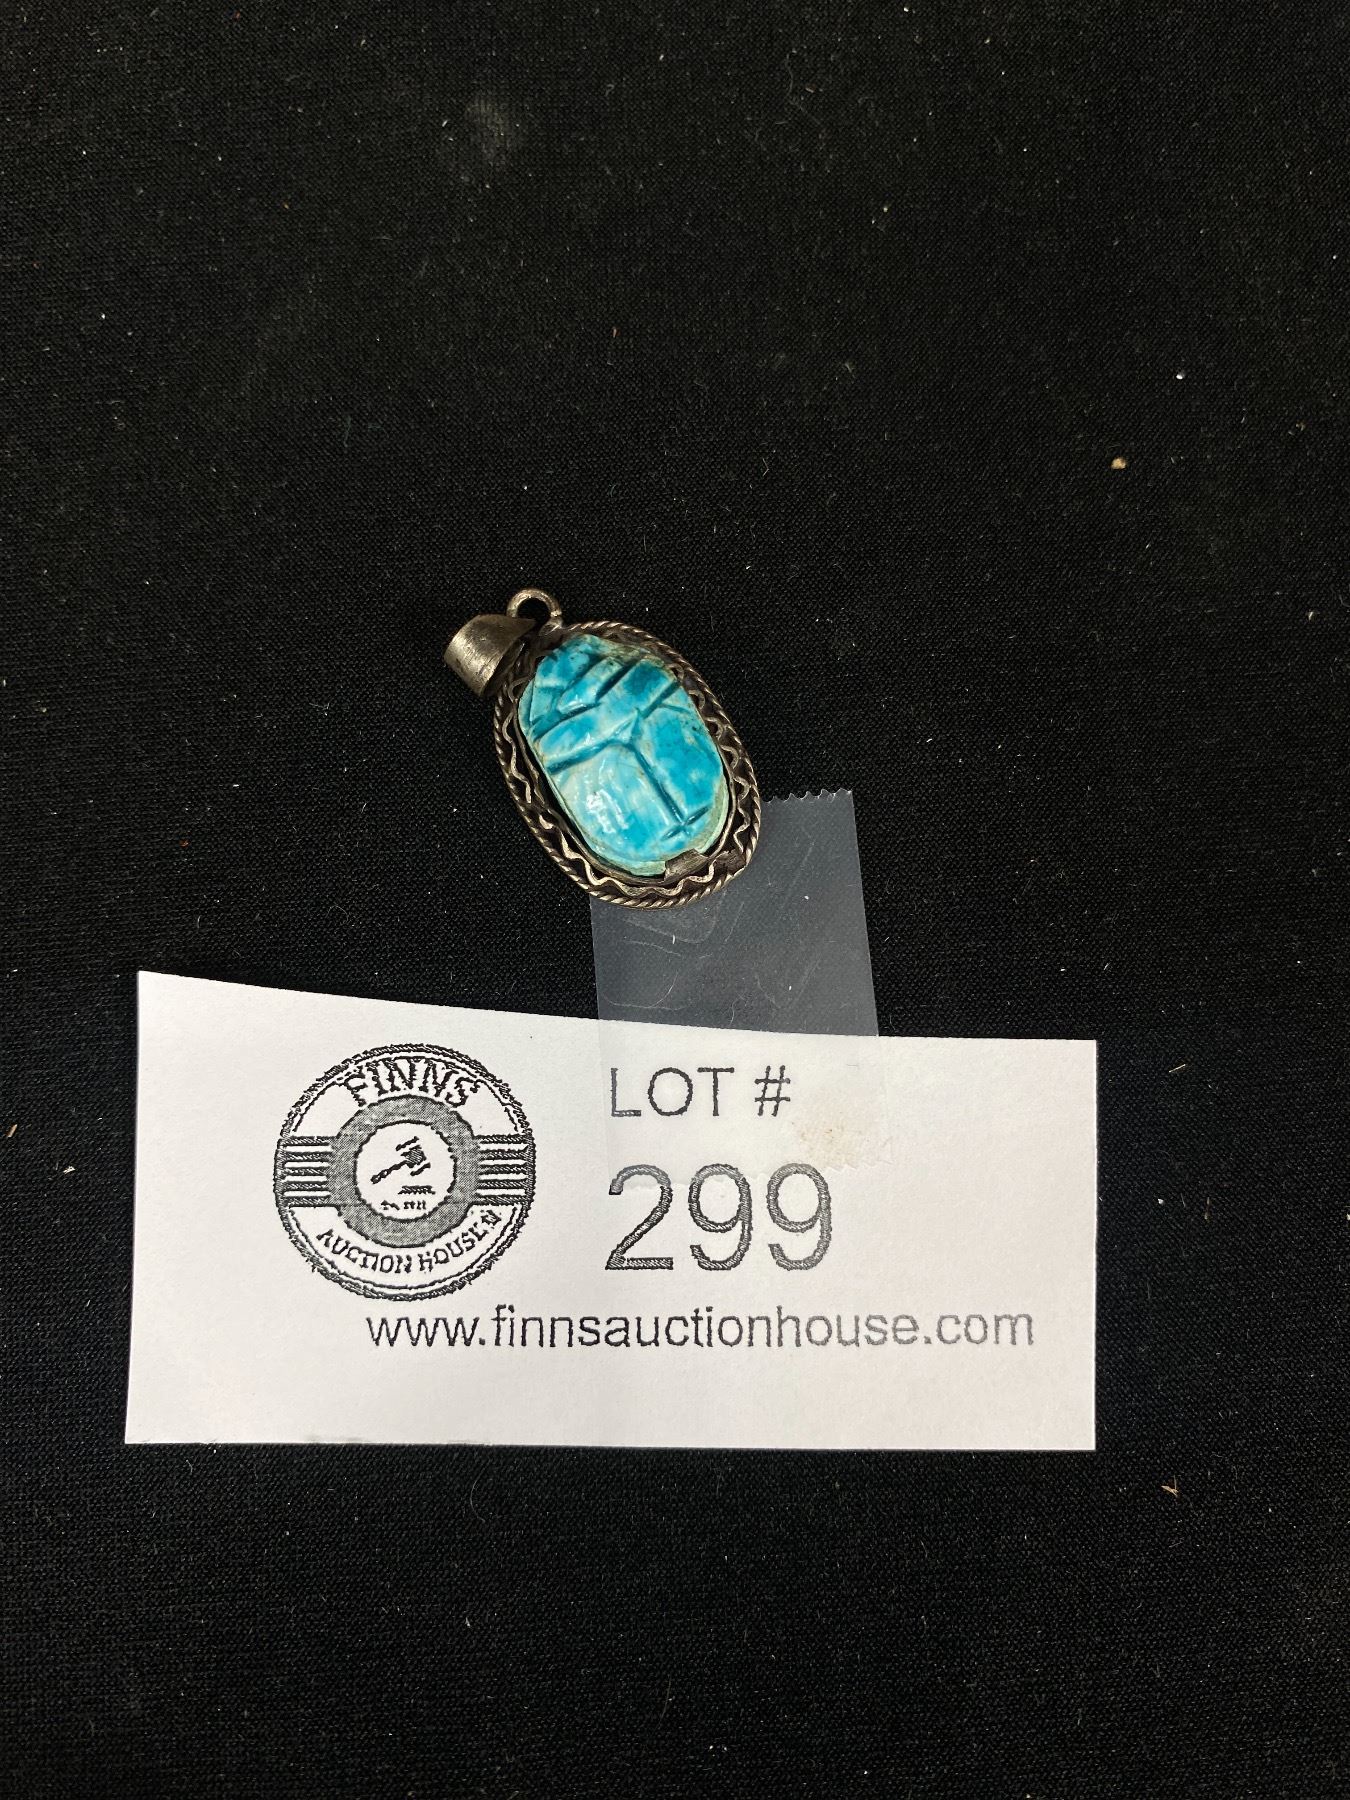 FINNS
AUCTION HOUSE
LOT #
299
www.finnsauctionhouse.com